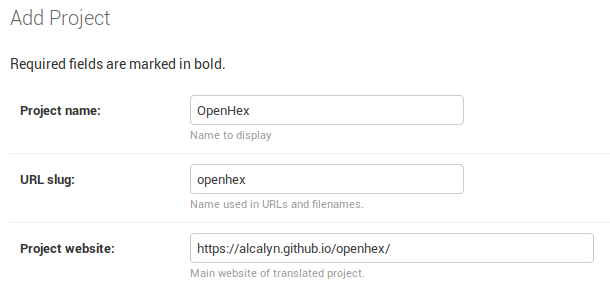 Add Project
Required fields are marked in bold.
Project name: OpenHex
Name to display
URL slug: openhex
Name used in URLs and filenames.
Project website: https://alcalyn.github.io/openhex/
Main website of translated project.